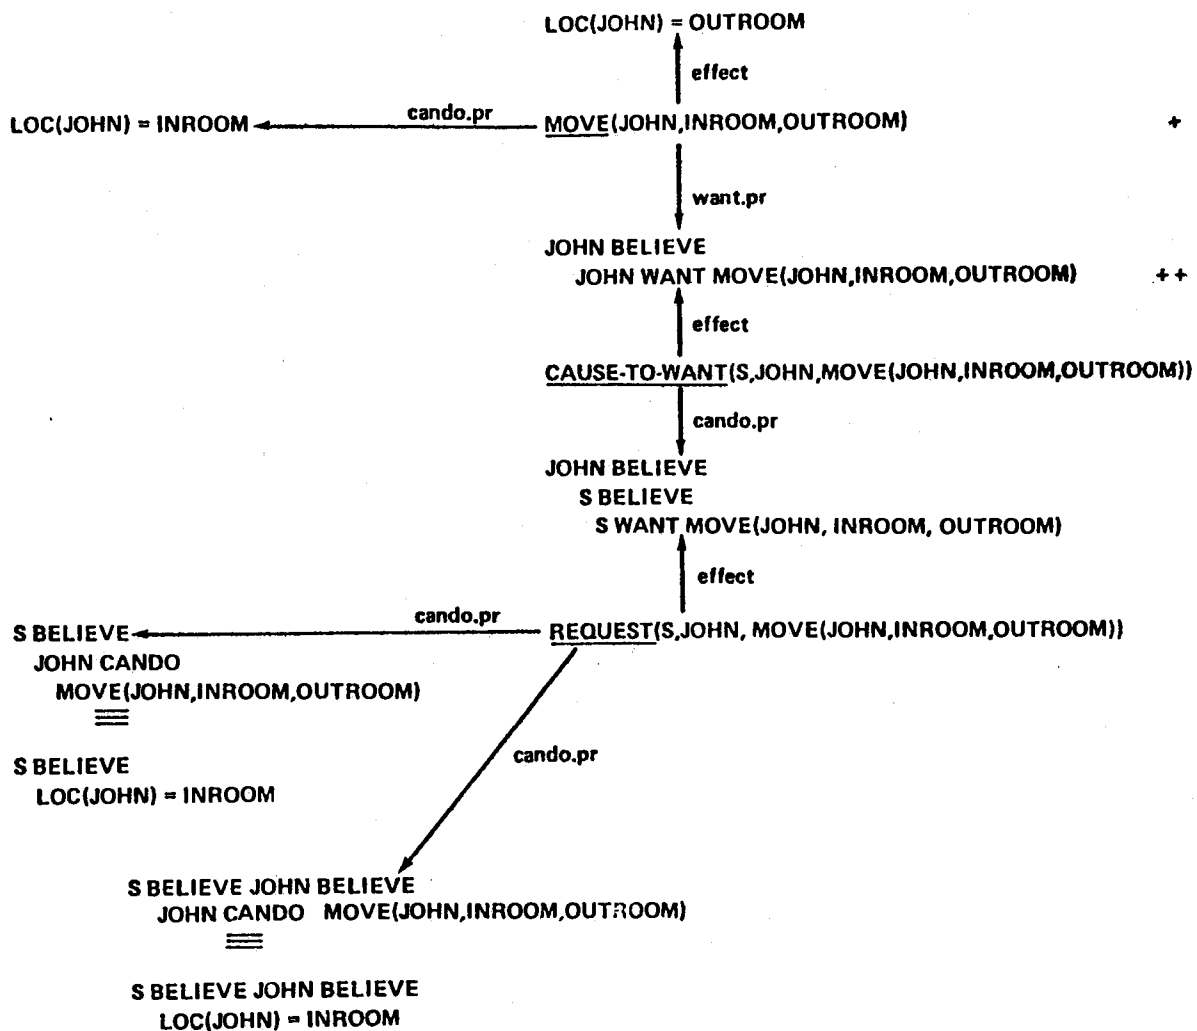 LOC(JOHN) = OUTROOM
effect
LOC(JOHN) = INROOM cando.pr MOVE(JOHN,INROOM,OUTROOM) +
want.pr
JOHN BELIEVE
JOHN WANT MOVE(JOHN,INROOM,OUTROOM) ++
effect
CAUSE-TO-WANT(S,JOHN,MOVE(JOHN,INROOM,OUTROOM))
cando.pr
JOHN BELIEVE
S BELIEVE
S WANT MOVE(JOHN, INROOM, OUTROOM)
effect
S BELIEVE cando.pr REQUEST(S,JOHN, MOVE(JOHN,INROOM,OUTROOM))
JOHN CANDO
MOVE(JOHN,INROOM,OUTROOM)
cando.pr
S BELIEVE
LOC(JOHN) = INROOM
S BELIEVE JOHN BELIEVE
JOHN CANDO MOVE(JOHN,INROOM,OUTROOM)
S BELIEVE JOHN BELIEVE
LOC(JOHN) = INROOM